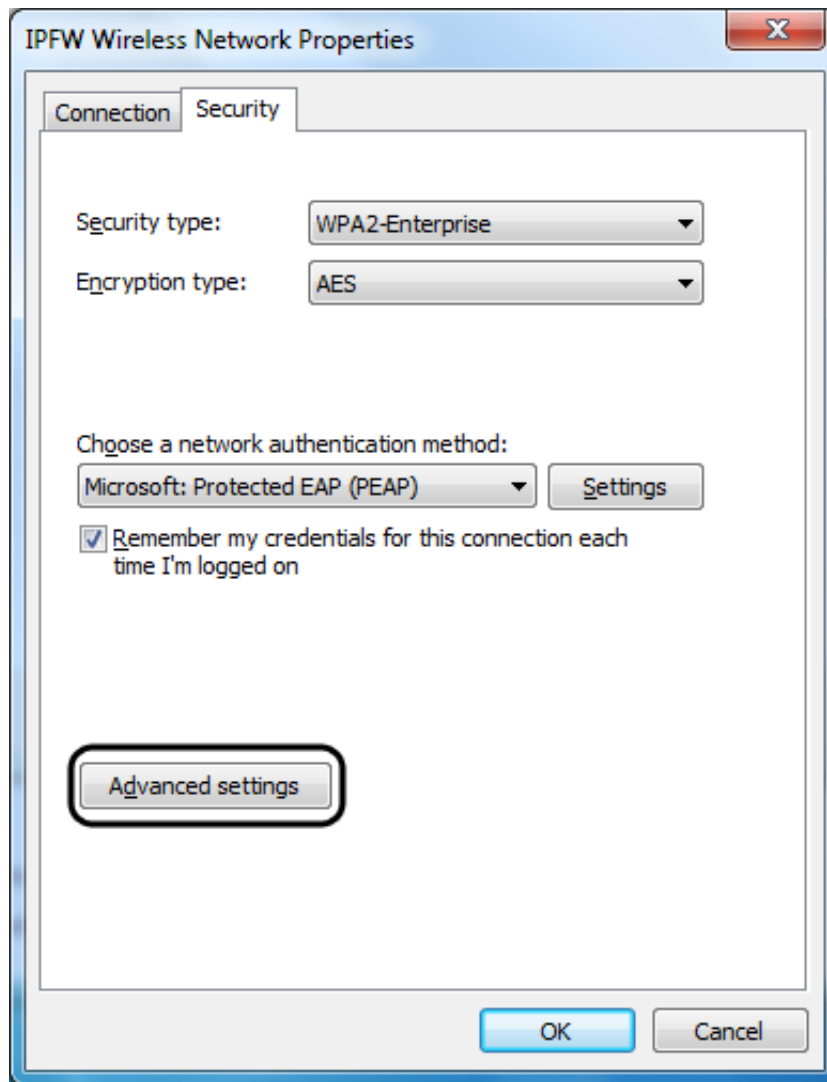 IPFW Wireless Network Properties
Connection
Security
Security type:
WPA2-Enterprise
Encryption type:
AES
Choose a network authentication method:
Microsoft: Protected EAP (PEAP)
Settings
Remember my credentials for this connection each
time I'm logged on
Advanced settings
OK
Cancel